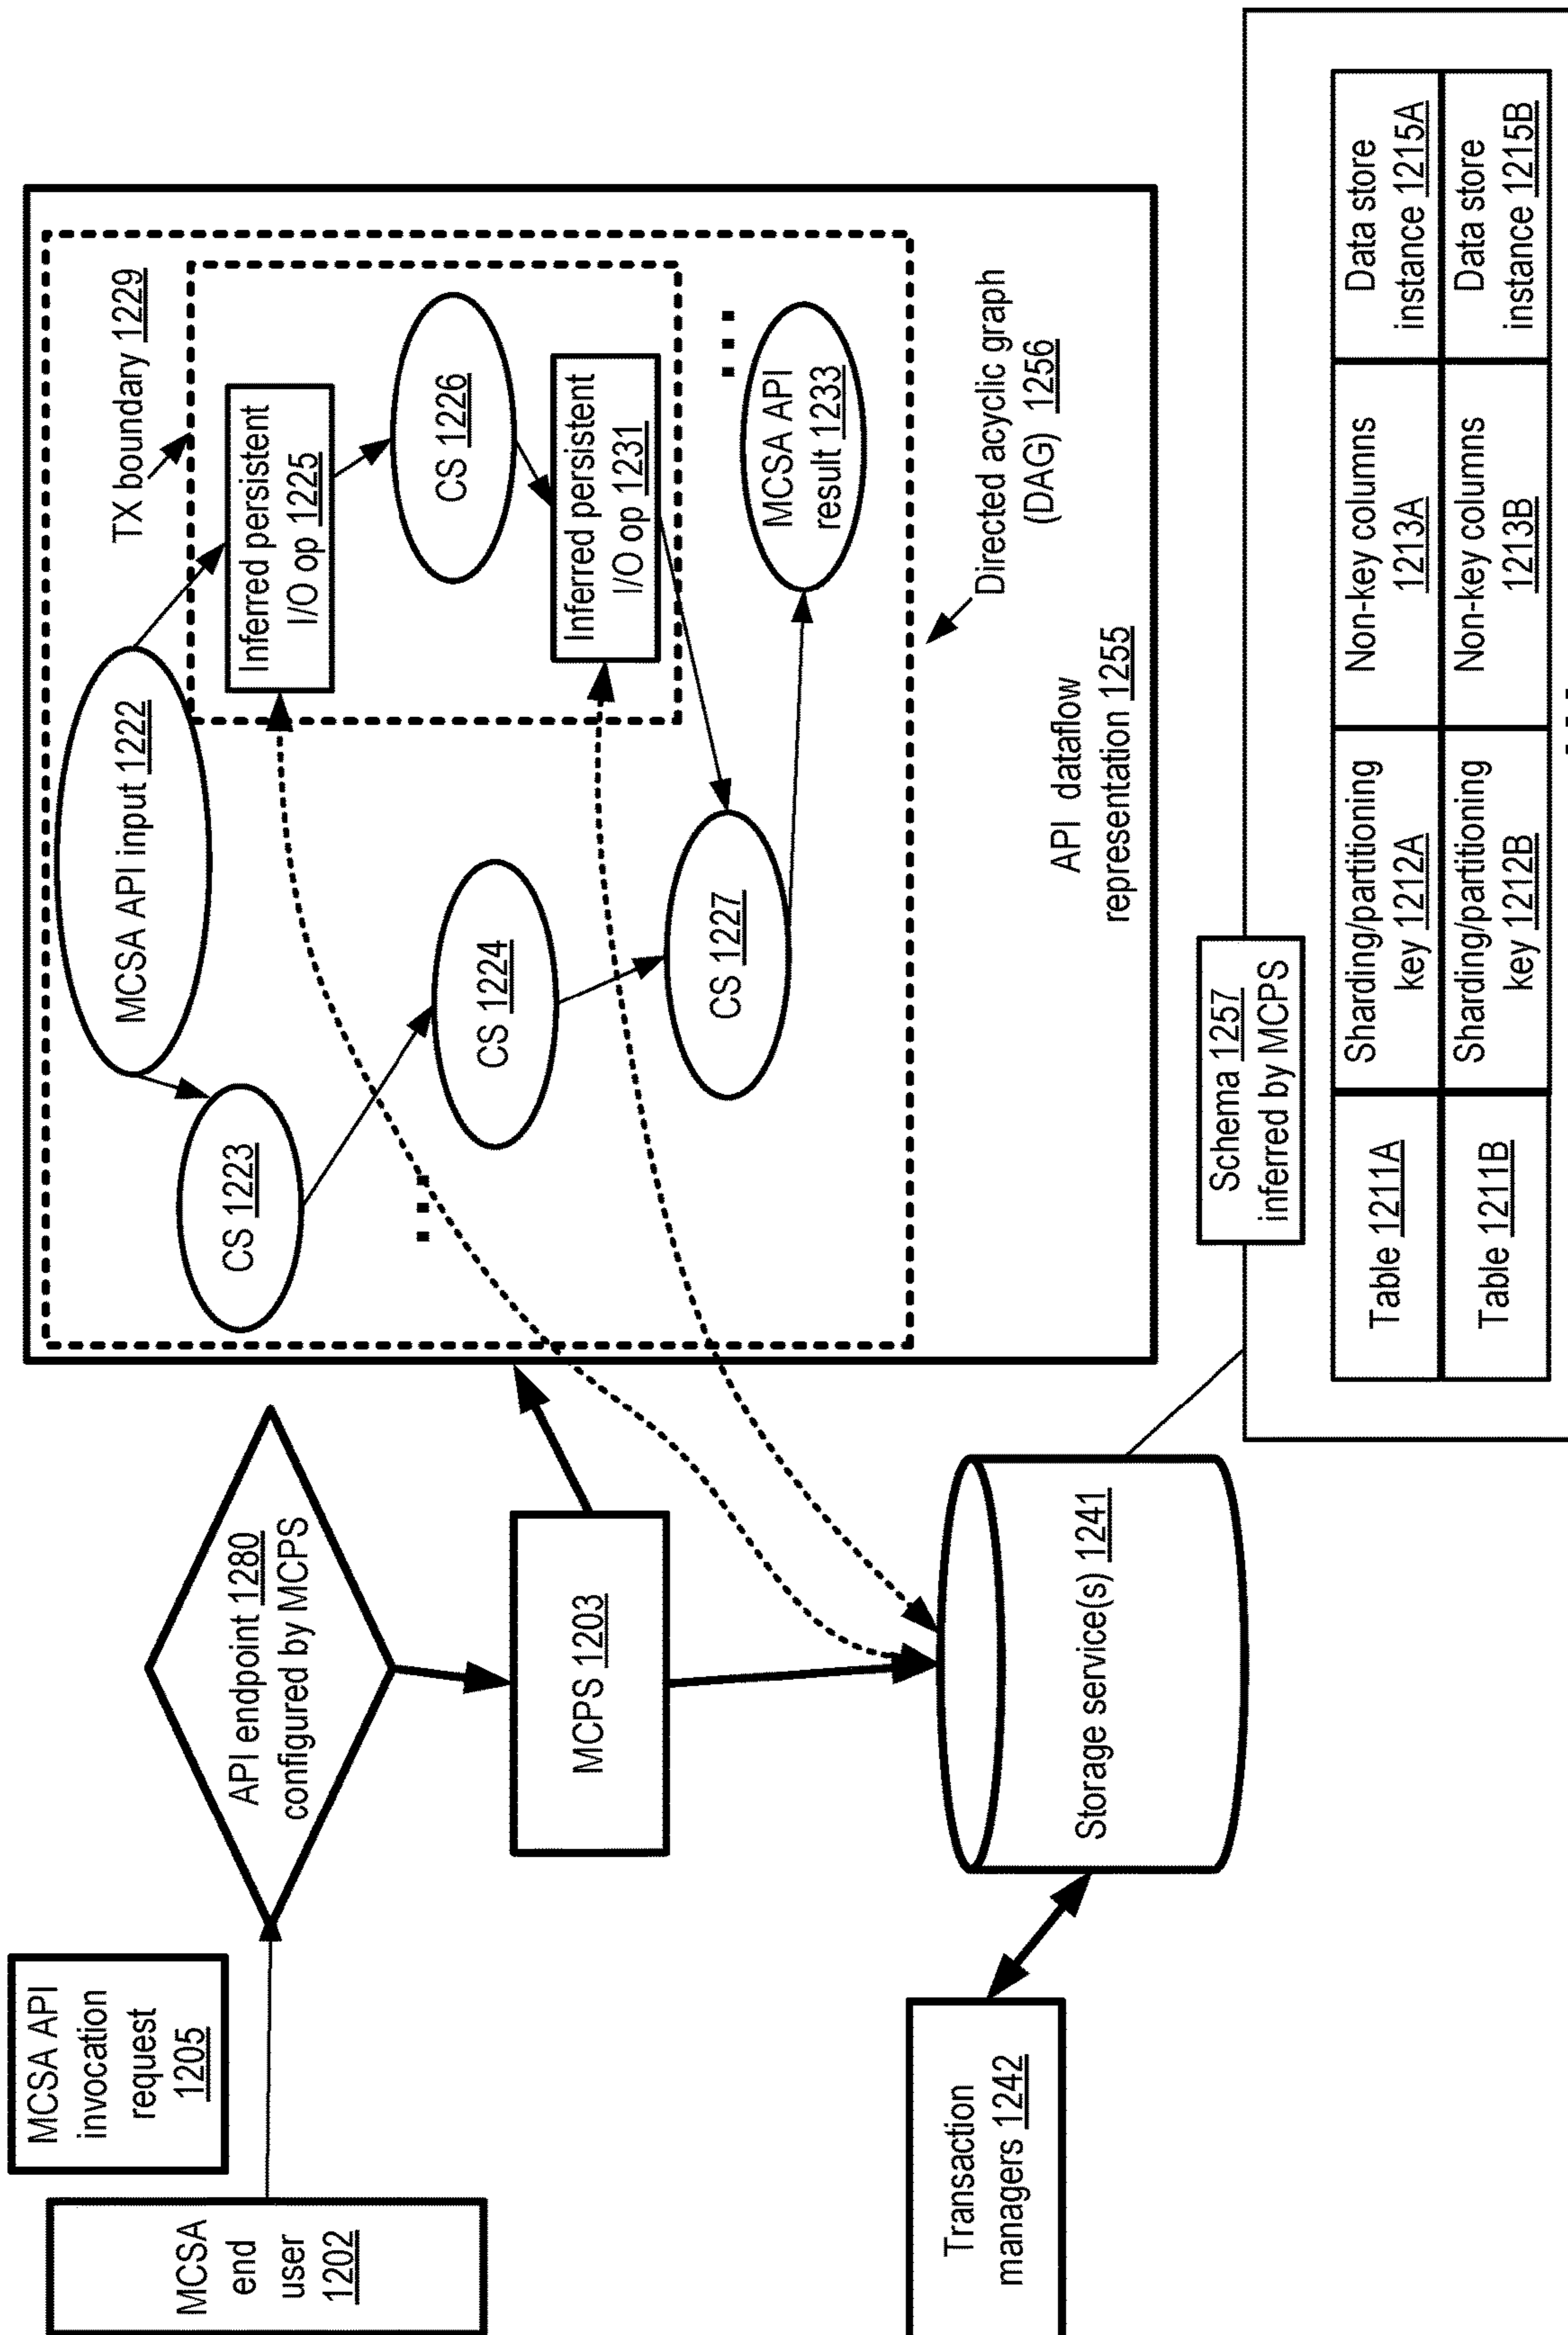 MCSA API
invocation
request
1205
MCSA
end
user
1202
API endpoint 1280
configured by MCPS
MCPS 1203
Transaction
managers 1242
Storage service(s) 1241
MCSA API input 1222
TX boundary 1229
CS 1223
Inferred persistent
I/O op 1225
CS 1224
CS 1226
Inferred persistent
I/O op 1231
CS 1227
MCSA API
result 1233
...
...
Directed acyclic graph
(DAG) 1256
API dataflow
representation 1255
Schema 1257
inferred by MCPS
Table 1211A
Sharding/partitioning
key 1212A
Non-key columns
1213A
Data store
instance 1215A
Table 1211B
Sharding/partitioning
key 1212B
Non-key columns
1213B
Data store
instance 1215B